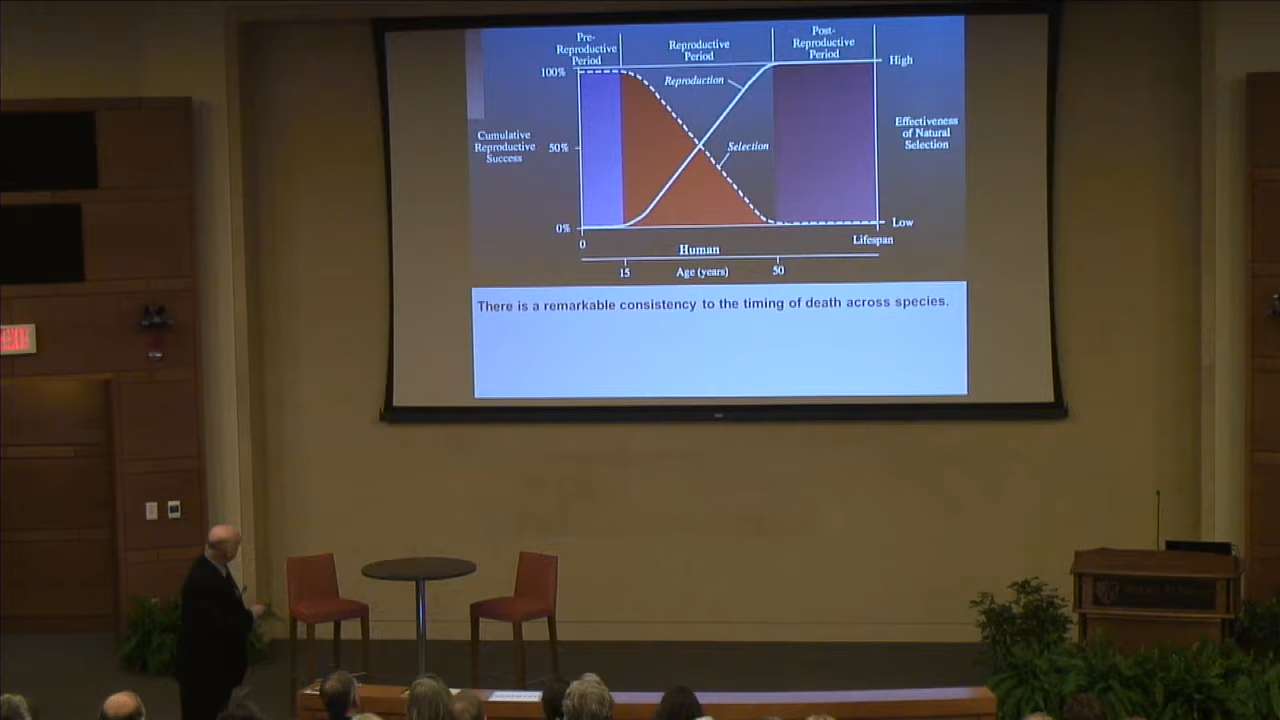 Pre-
Reproductive
Period
Reproductive
Period
Post-
Reproductive
Period
100%
Reproduction
High
Cumulative
Reproductive
Success
50%
Selection
Effectiveness
of Natural
Selection
0%
Low
0
Human
Lifespan
15
Age (years)
50
There is a remarkable consistency to the timing of death across species.